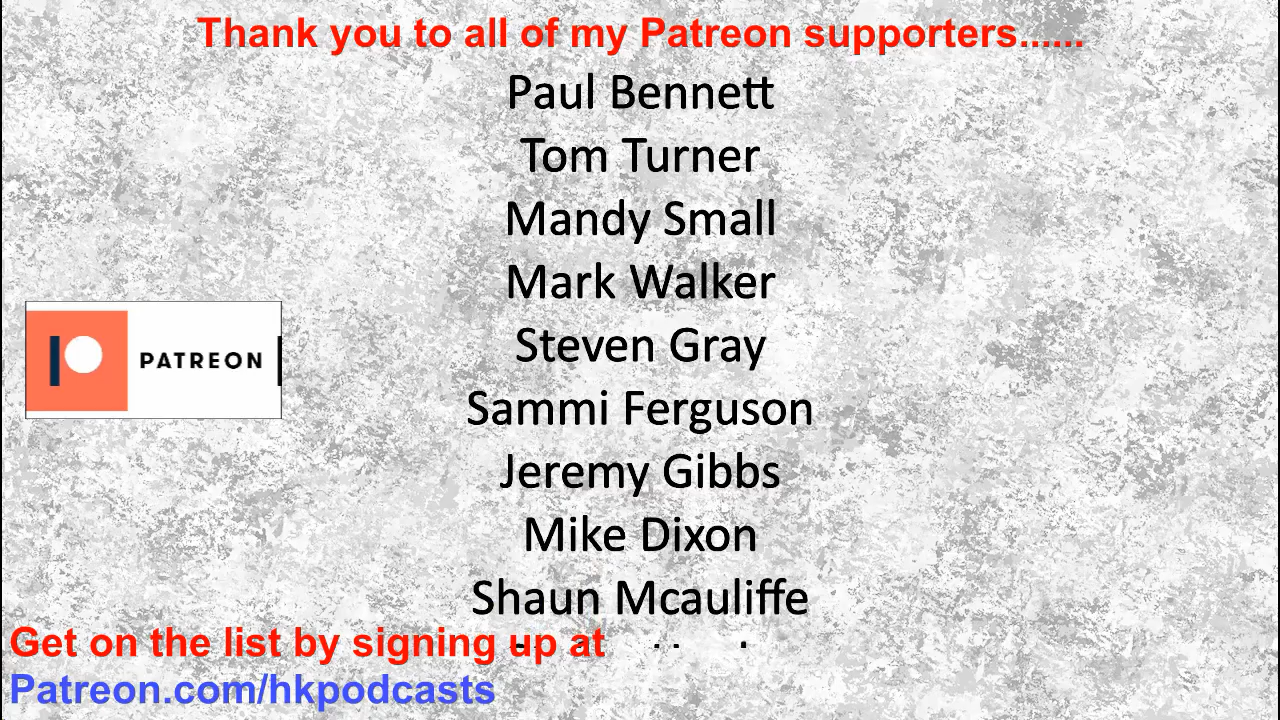 Thank you to all of my Patreon supporters......
Paul Bennett
Tom Turner
Mandy Small
Mark Walker
Steven Gray
Sammi Ferguson
PATREON
Jeremy Gibbs
Mike Dixon
Shaun Mcauliffe
Get on the list by signing up at
Patreon.com/hkpodcasts